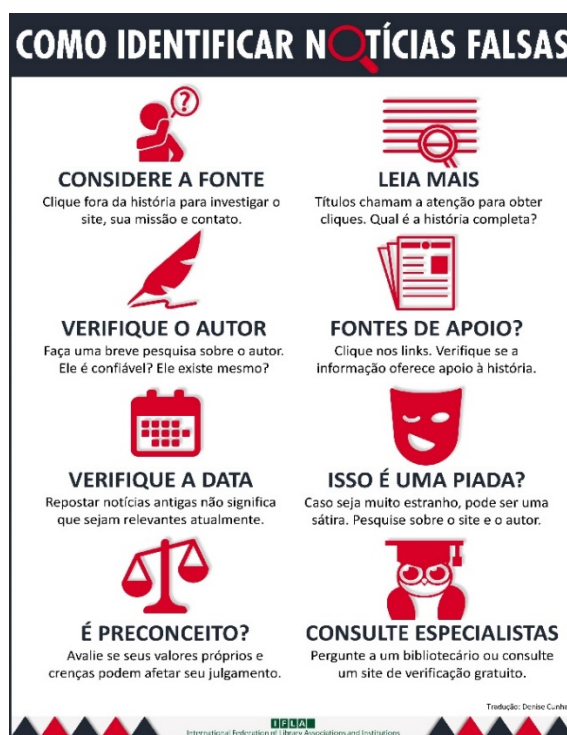 COMO IDENTIFICAR NOTÍCIAS FALSAS
?
CONSIDERE A FONTE
Clique fora da história para investigar o
site, sua missão e contato.
LEIA MAIS
Títulos chamam a atenção para obter
cliques. Qual é a história completa?
VERIFIQUE O AUTOR
Faça uma breve pesquisa sobre o autor.
Ele é confiável? Ele existe mesmo?
FONTES DE APOIO?
Clique nos links. Verifique se a
informação oferece apoio à história.
VERIFIQUE A DATA
Repostar notícias antigas não significa
que sejam relevantes atualmente.
ISSO É UMA PIADA?
Caso seja muito estranho, pode ser uma
sátira. Pesquise sobre o site e o autor.
É PRECONCEITO?
Avalie se seus valores próprios e
crenças podem afetar seu julgamento.
CONSULTE ESPECIALISTAS
Pergunte a um bibliotecário ou consulte
um site de verificação gratuito.
Tradução: Denise Cunha
IFLA
International Federation of Library Associations and Institutions